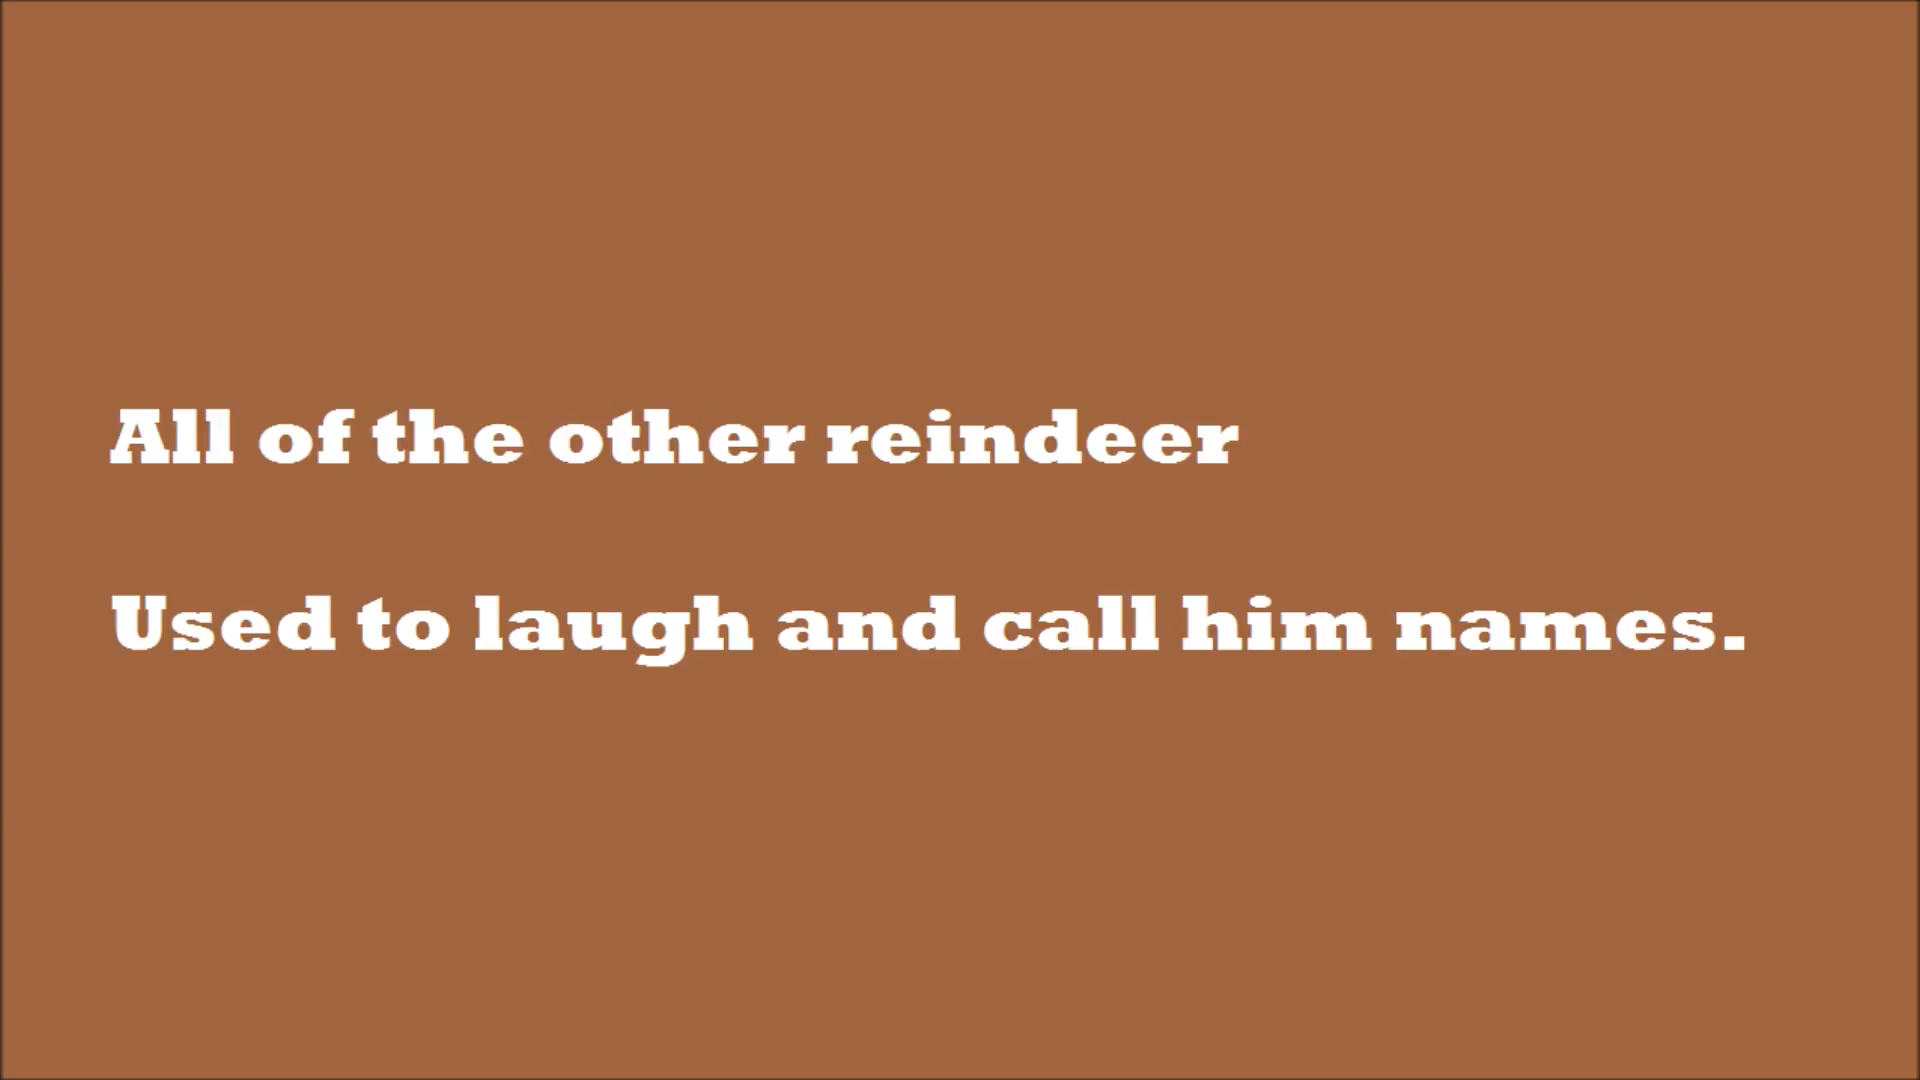 All of the other reindeer
Used to laugh and call him names.